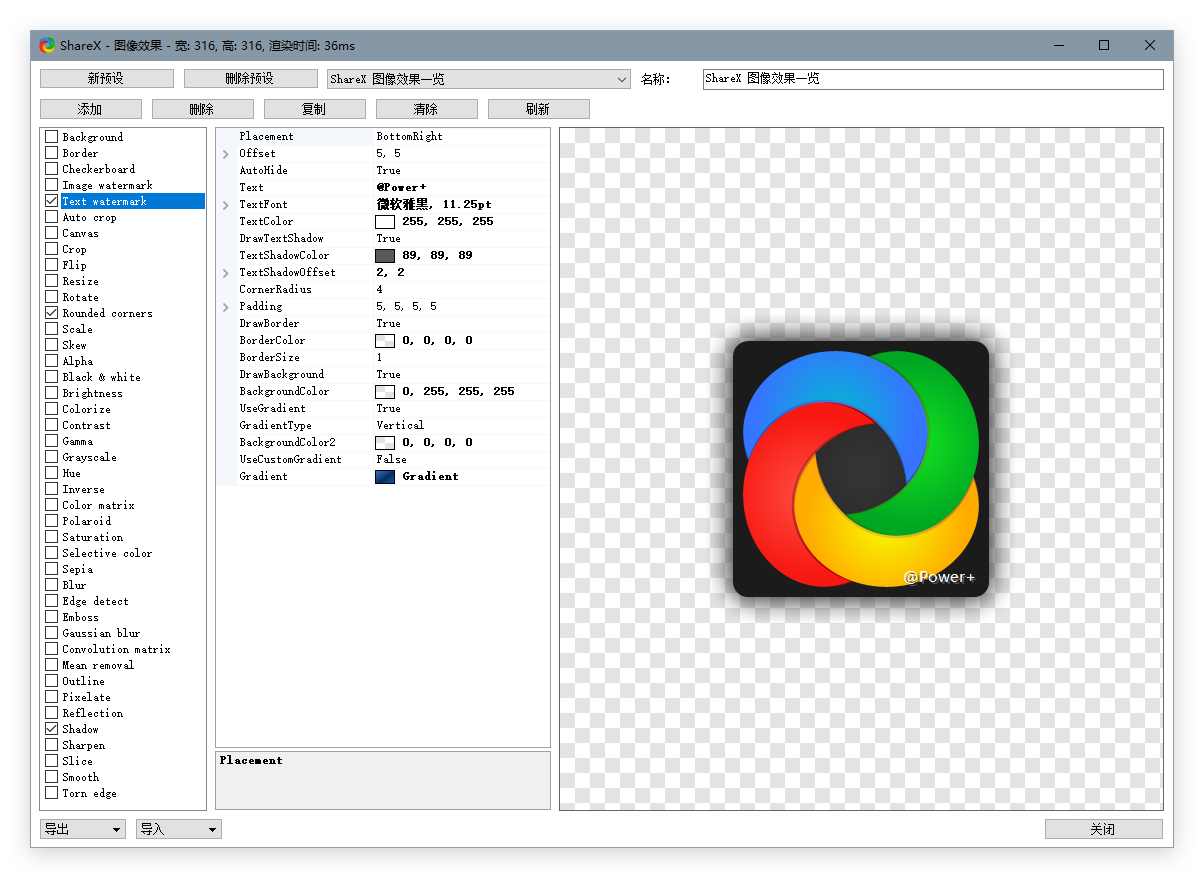 ShareX - 图像效果 - 宽: 316, 高: 316, 渲染时间: 36ms
新预设 删除预设 ShareX 图像效果一览 名称: ShareX 图像效果一览
添加 删除 复制 清除 刷新
Background
Border
Checkerboard
Image watermark
Text watermark
Auto crop
Canvas
Crop
Flip
Resize
Rotate
Rounded corners
Scale
Skew
Alpha
Black & white
Brightness
Colorize
Contrast
Gamma
Grayscale
Hue
Inverse
Color matrix
Polaroid
Saturation
Selective color
Sepia
Blur
Edge detect
Emboss
Gaussian blur
Convolution matrix
Mean removal
Outline
Pixelate
Reflection
Shadow
Sharpen
Slice
Smooth
Torn edge
Placement BottomRight
Offset 5, 5
AutoHide True
Text @Power+
TextFont 微软雅黑, 11.25pt
TextColor 255, 255, 255
DrawTextShadow True
TextShadowColor 89, 89, 89
TextShadowOffset 2, 2
CornerRadius 4
Padding 5, 5, 5, 5
DrawBorder True
BorderColor 0, 0, 0, 0
BorderSize 1
DrawBackground True
BackgroundColor 0, 255, 255, 255
UseGradient True
GradientType Vertical
BackgroundColor2 0, 0, 0, 0
UseCustomGradient False
Gradient Gradient
Placement
@Power+
导出 导入 关闭